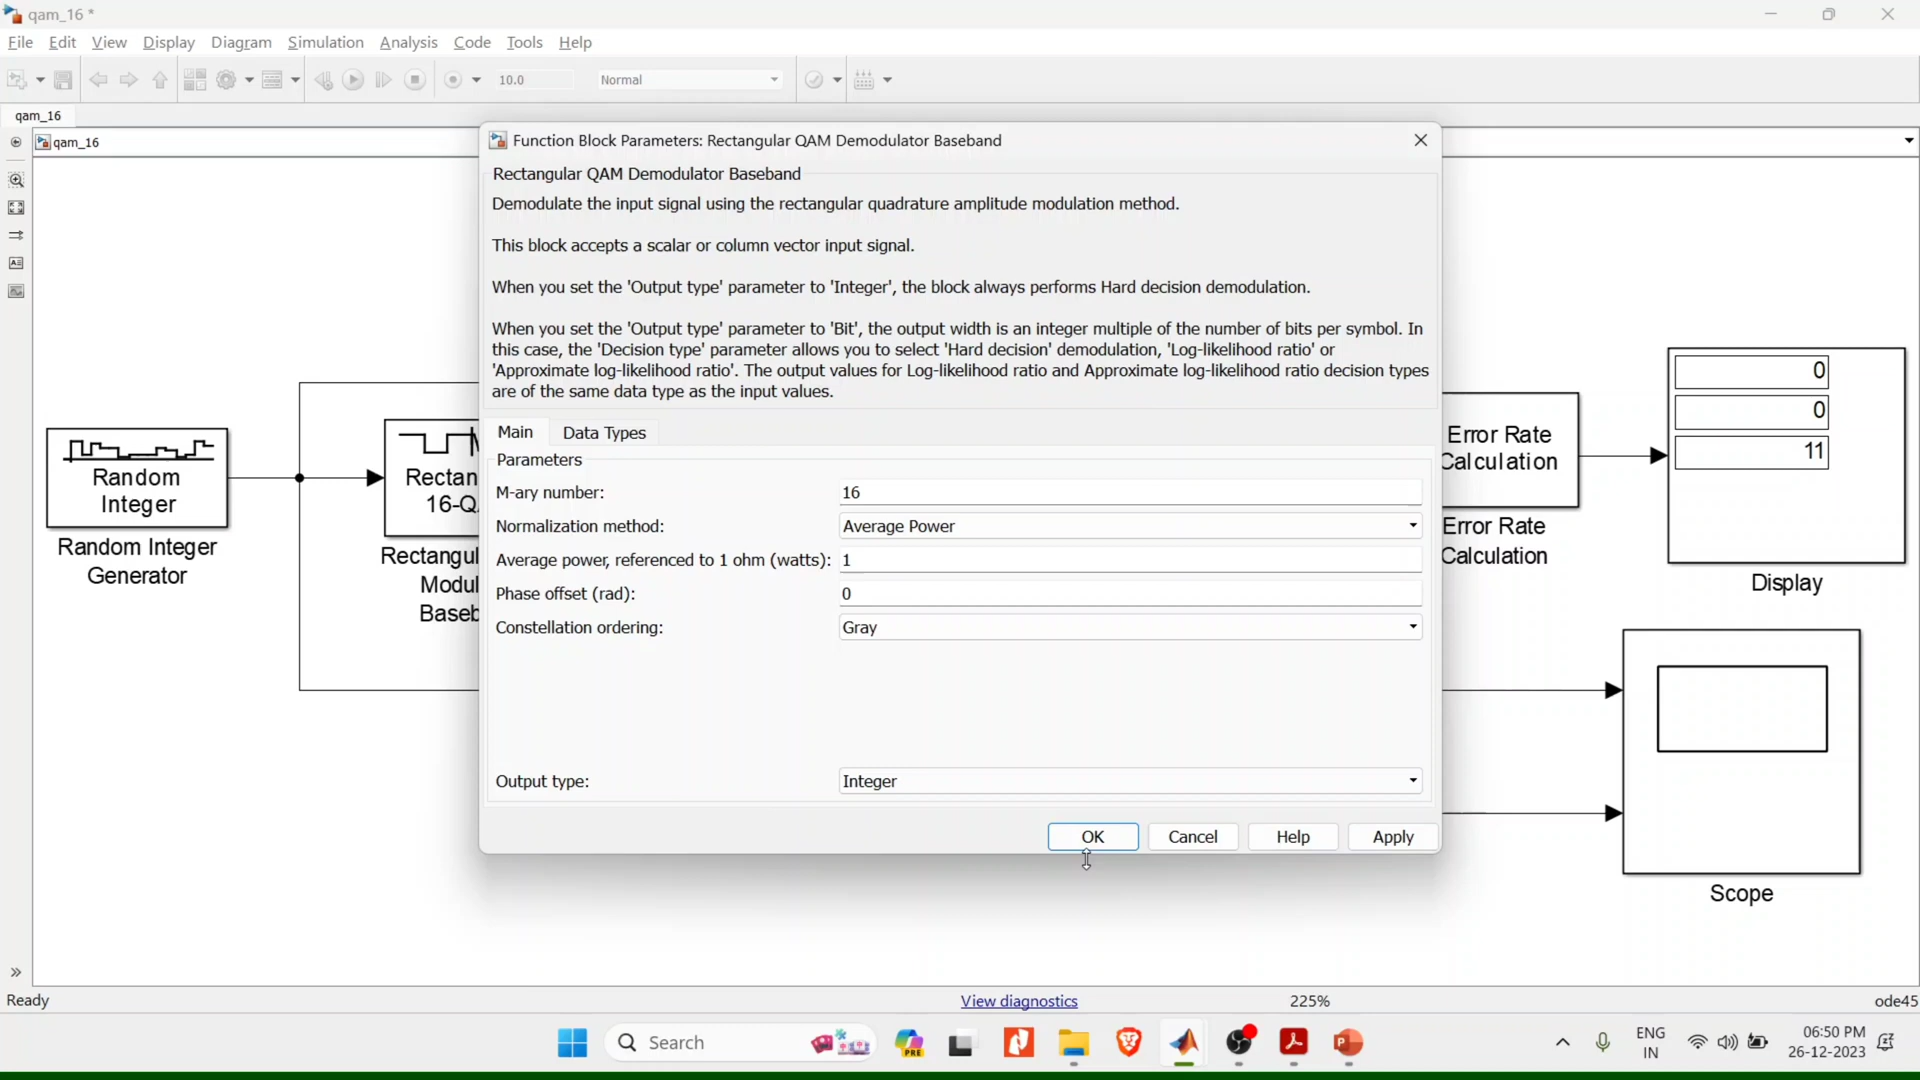 qam_16 *
File Edit View Display Diagram Simulation Analysis Code Tools Help
10.0 Normal
qam_16
qam_16
Function Block Parameters: Rectangular QAM Demodulator Baseband
Rectangular QAM Demodulator Baseband
Demodulate the input signal using the rectangular quadrature amplitude modulation method.
This block accepts a scalar or column vector input signal.
When you set the 'Output type' parameter to 'Integer', the block always performs Hard decision demodulation.
When you set the 'Output type' parameter to 'Bit', the output width is an integer multiple of the number of bits per symbol. In
this case, the 'Decision type' parameter allows you to select 'Hard decision' demodulation, 'Log-likelihood ratio' or
'Approximate log-likelihood ratio'. The output values for Log-likelihood ratio and Approximate log-likelihood ratio decision types
are of the same data type as the input values.
Main Data Types
Parameters
M-ary number: 16
Normalization method: Average Power
Average power, referenced to 1 ohm (watts): 1
Phase offset (rad): 0
Constellation ordering: Gray
Output type: Integer
OK Cancel Help Apply
Random
Integer
Random Integer
Generator
Rectan
16-Q
Rectangul
Modul
Baseb
Error Rate
Calculation
Error Rate
Calculation
0
0
11
Display
Scope
Ready View diagnostics 225% ode45
Search
PRE
ENG
IN
06:50 PM
26-12-2023